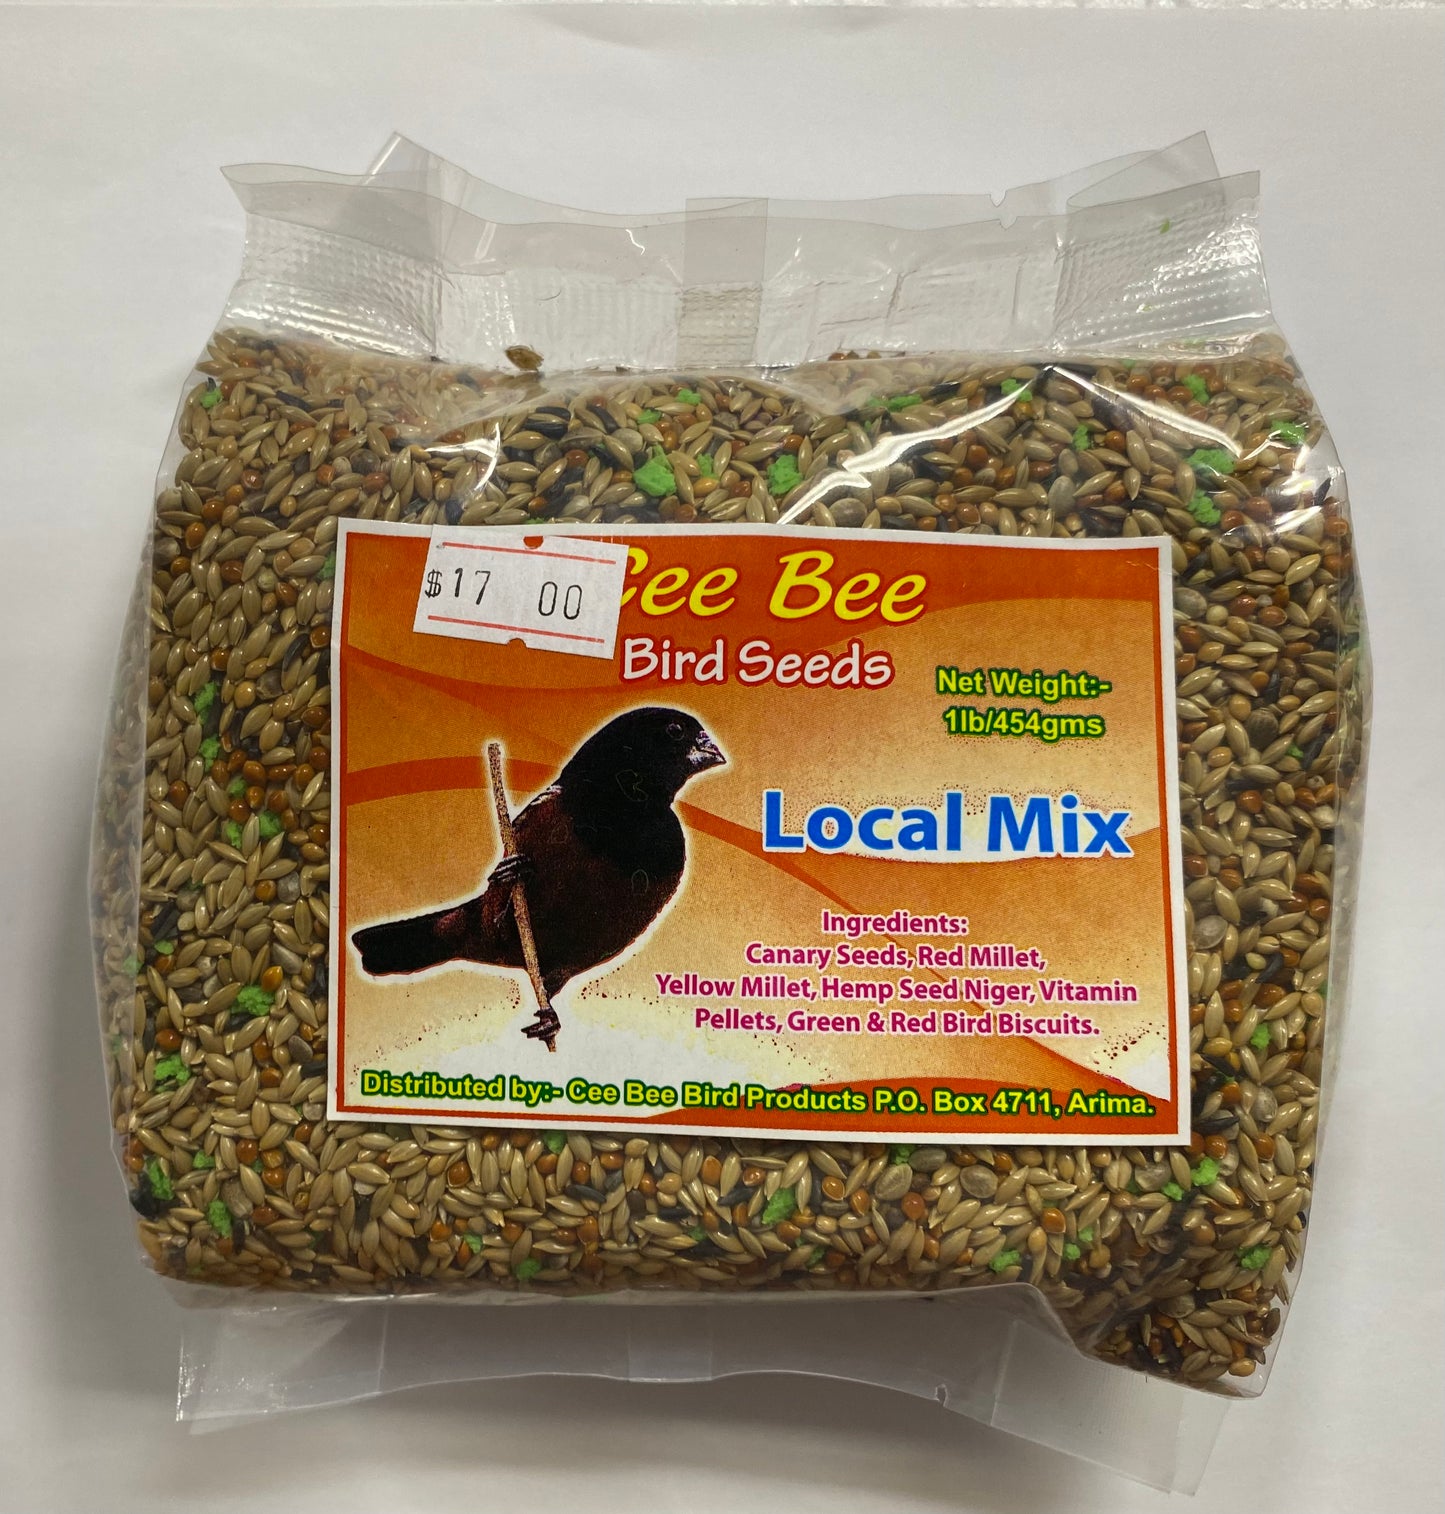 $17 00
Cee Bee
Bird Seeds
Net Weight:-
1lb/454gms
Local Mix
Ingredients:
Canary Seeds, Red Millet,
Yellow Millet, Hemp Seed Niger, Vitamin
Pellets, Green & Red Bird Biscuits.
Distributed by:- Cee Bee Bird Products P.O. Box 4711, Arima.